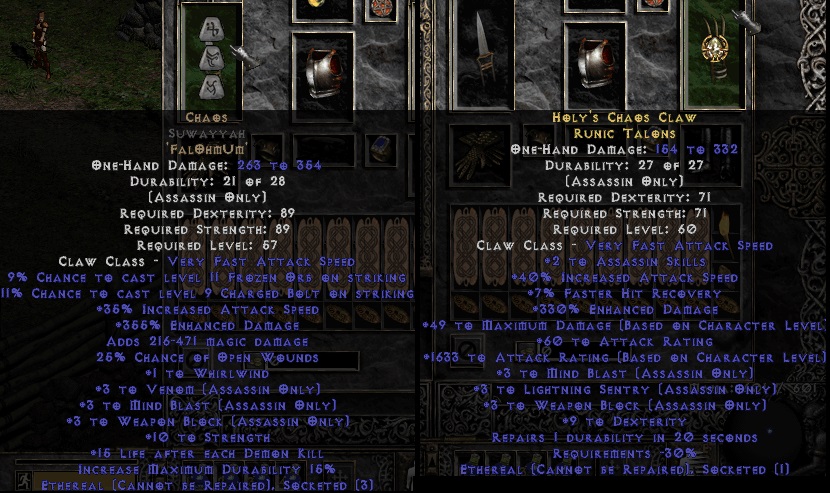 Chaos
Suwayyah
'FalOhmUm'
One-Hand Damage: 263 to 354
Durability: 21 of 28
(Assassin Only)
Required Dexterity: 89
Required Strength: 89
Required Level: 57
Claw Class - Very Fast Attack Speed
9% Chance to cast level 11 Frozen Orb on striking
11% Chance to cast level 9 Charged Bolt on striking
+35% Increased Attack Speed
+355% Enhanced Damage
Adds 216-471 magic damage
25% Chance of Open Wounds
+1 to Whirlwind
+3 to Venom (Assassin Only)
+3 to Mind Blast (Assassin Only)
+3 to Weapon Block (Assassin Only)
+10 to Strength
+15 Life after each Demon Kill
Increase Maximum Durability 15%
Ethereal (Cannot be Repaired), Socketed (3)
Holy's Chaos Claw
Runic Talons
One-Hand Damage: 154 to 332
Durability: 27 of 27
(Assassin Only)
Required Dexterity: 71
Required Strength: 71
Required Level: 60
Claw Class - Very Fast Attack Speed
+2 to Assassin Skills
+40% Increased Attack Speed
+7% Faster Hit Recovery
+330% Enhanced Damage
+49 to Maximum Damage (Based on Character Level)
+60 to Attack Rating
+1633 to Attack Rating (Based on Character Level)
+3 to Mind Blast (Assassin Only)
+3 to Lightning Sentry (Assassin Only)
+3 to Weapon Block (Assassin Only)
+9 to Dexterity
Repairs 1 durability in 20 seconds
Requirements -30%
Ethereal (Cannot be Repaired), Socketed (1)